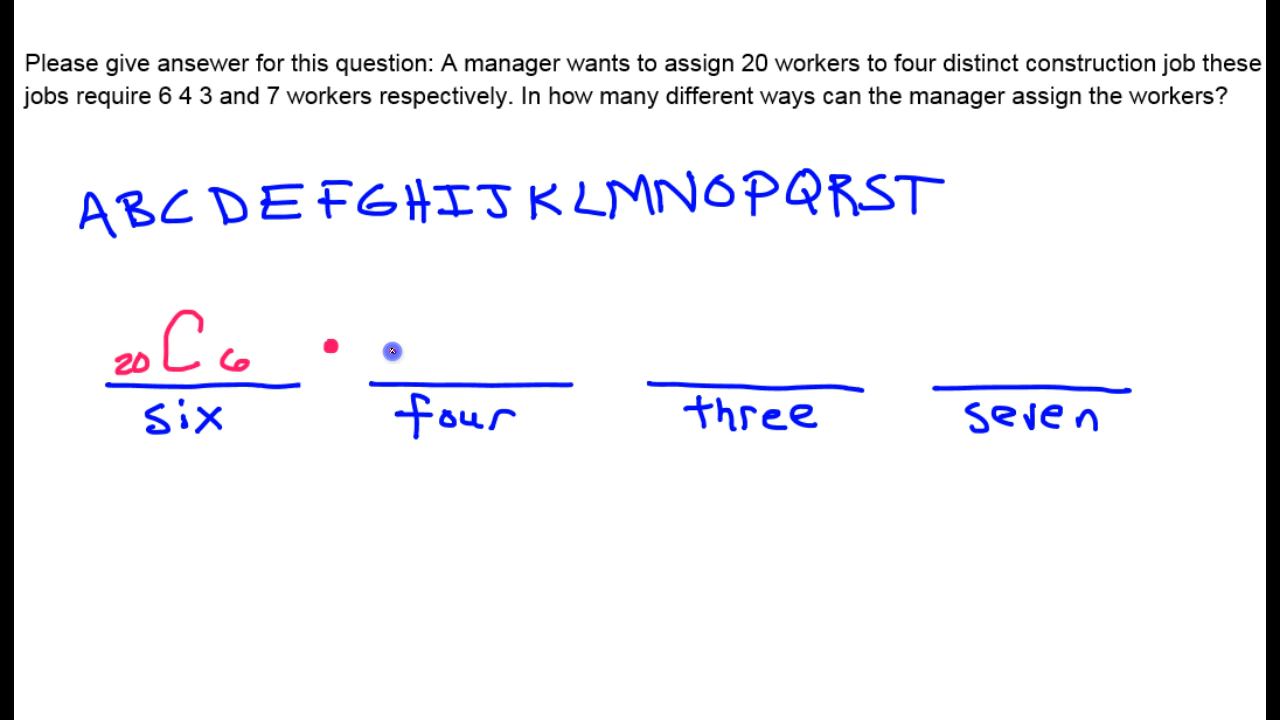 Please give ansewer for this question: A manager wants to assign 20 workers to four distinct construction job these
jobs require 6 4 3 and 7 workers respectively. In how many different ways can the manager assign the workers?
A B C D E F G H I J K L M N O P Q R S T
20 C 6 ·
six four three seven